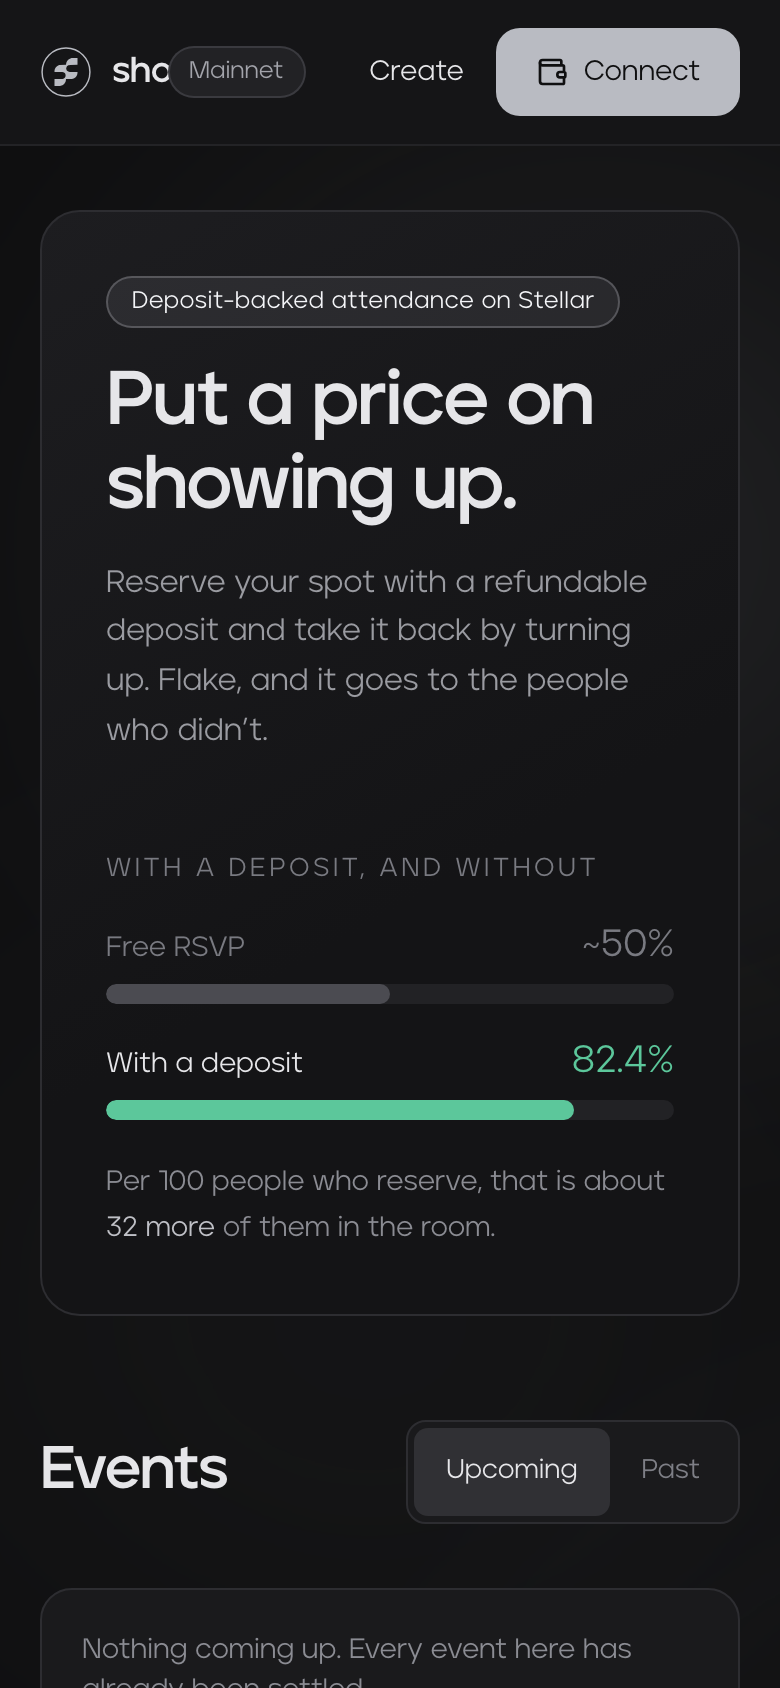 sho
Mainnet
Create
Connect
Deposit-backed attendance on Stellar
Put a price on
showing up.
Reserve your spot with a refundable
deposit and take it back by turning
up. Flake, and it goes to the people
who didn’t.
WITH A DEPOSIT, AND WITHOUT
Free RSVP
~50%
With a deposit
82.4%
Per 100 people who reserve, that is about
32 more of them in the room.
Events
Upcoming
Past
Nothing coming up. Every event here has
already been settled